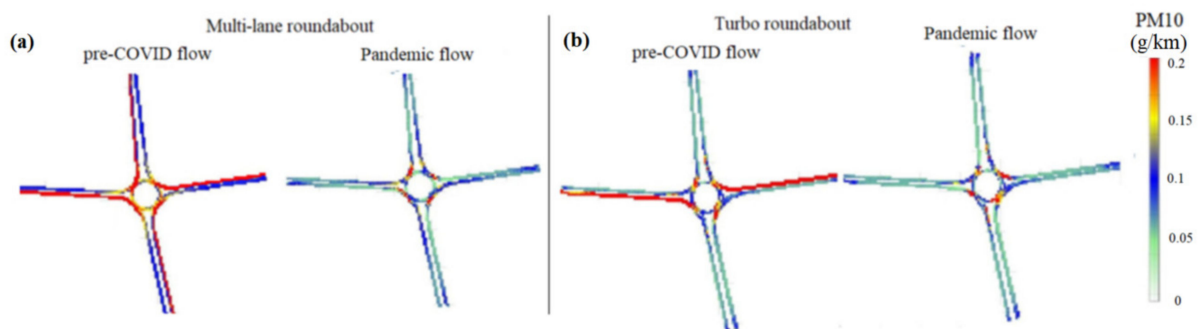 Multi-lane roundabout
(a)
pre-COVID flow
Pandemic flow
Turbo roundabout
(b)
pre-COVID flow
Pandemic flow
PM10
(g/km)
0.2
0.15
0.1
0.05
0